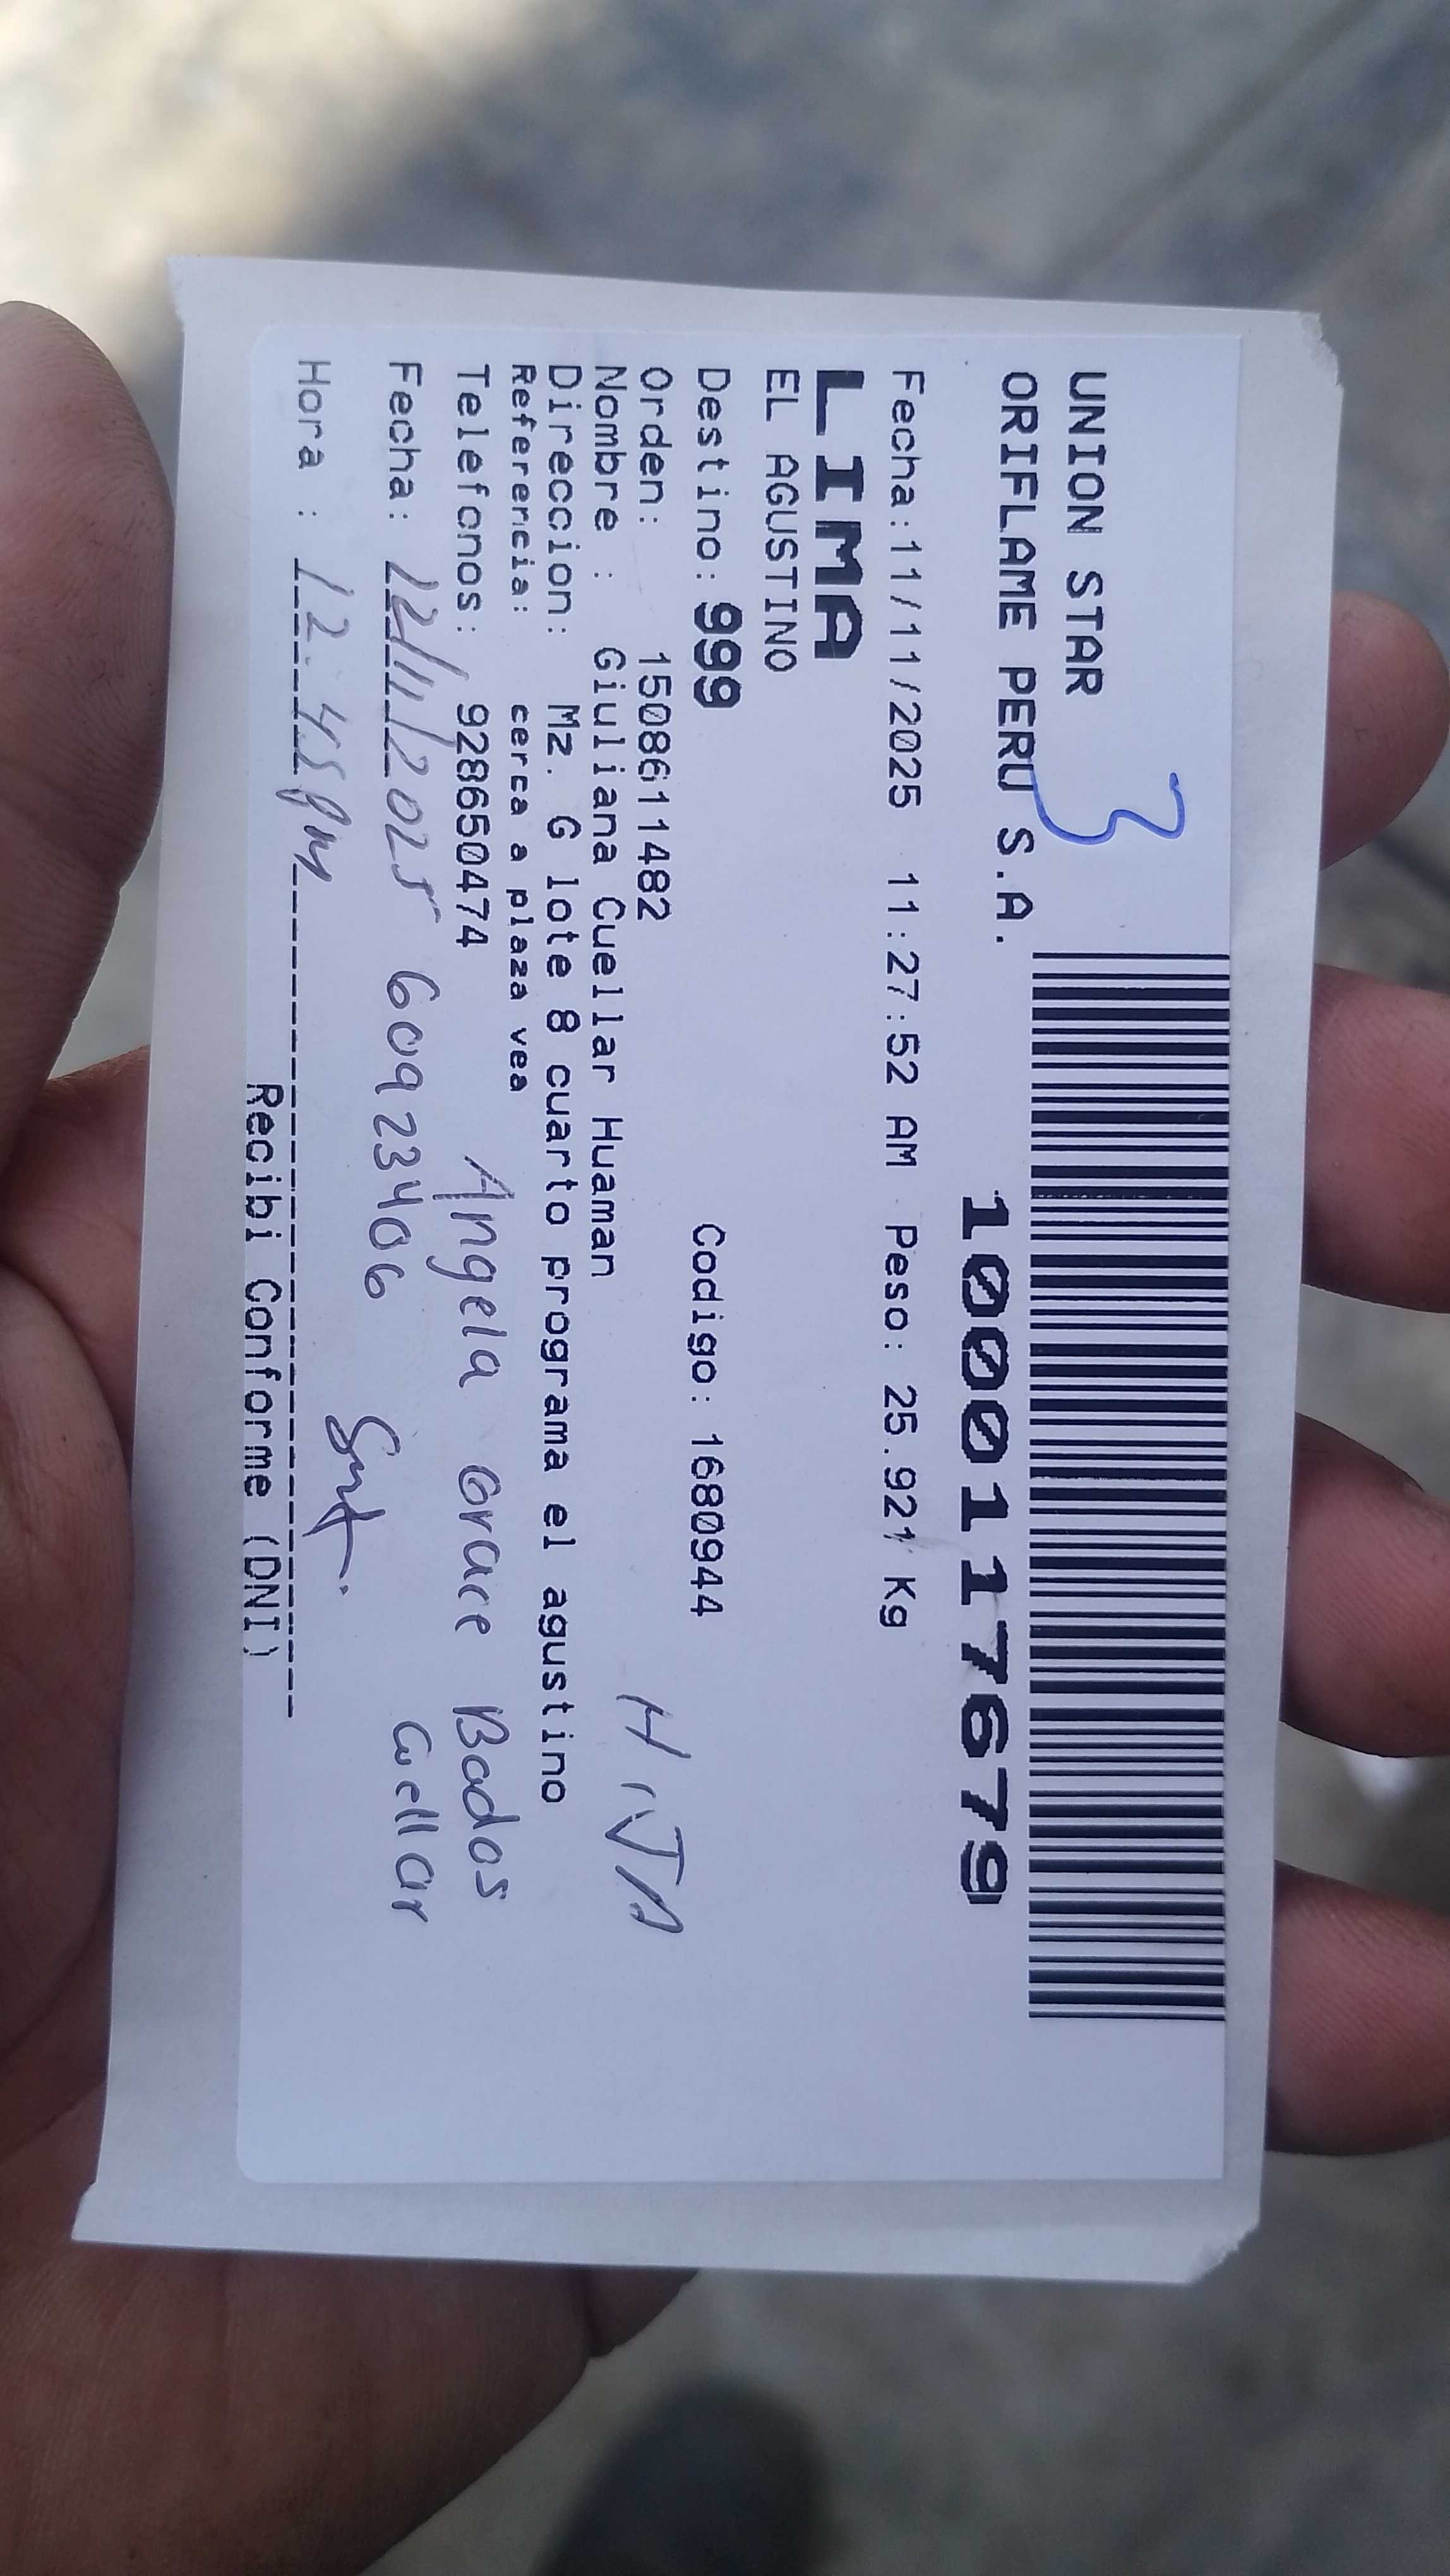 3
UNION STAR
ORIFLAME PERU S.A.
10001117679
Fecha:11/11/2025 11:27:52 AM Peso: 25.921 Kg
LIMA
EL AGUSTINO
Destino: 999 Codigo: 1680944
Orden: 1508611482
HIJA
Nombre : Giuliana Cuellar Huaman
Direccion: Mz. G lote 8 cuarto programa el agustino
Referencia: cerca a plaza vea
Telefonos: 928650474 Angela Grace Bados
Cuellar
Fecha: 12/11/2025 60923406
Hora : 12:45 PM
Recibi Conforme (DNI)